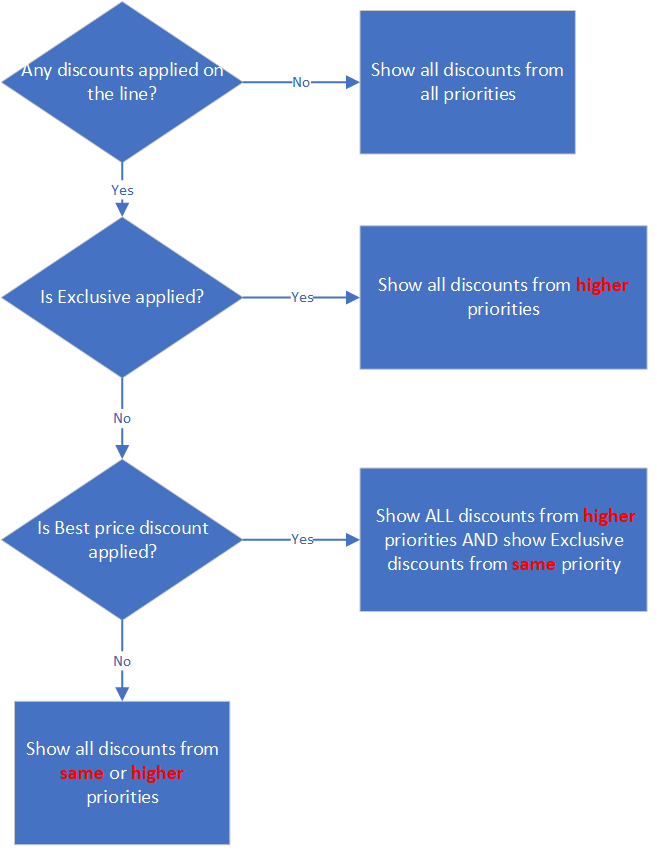 Any discounts applied on
the line?
No
Show all discounts from
all priorities
Yes
Is Exclusive applied?
Yes
Show all discounts from higher
priorities
No
Is Best price discount
applied?
Yes
Show ALL discounts from higher
priorities AND show Exclusive
discounts from same priority
No
Show all discounts from
same or higher
priorities